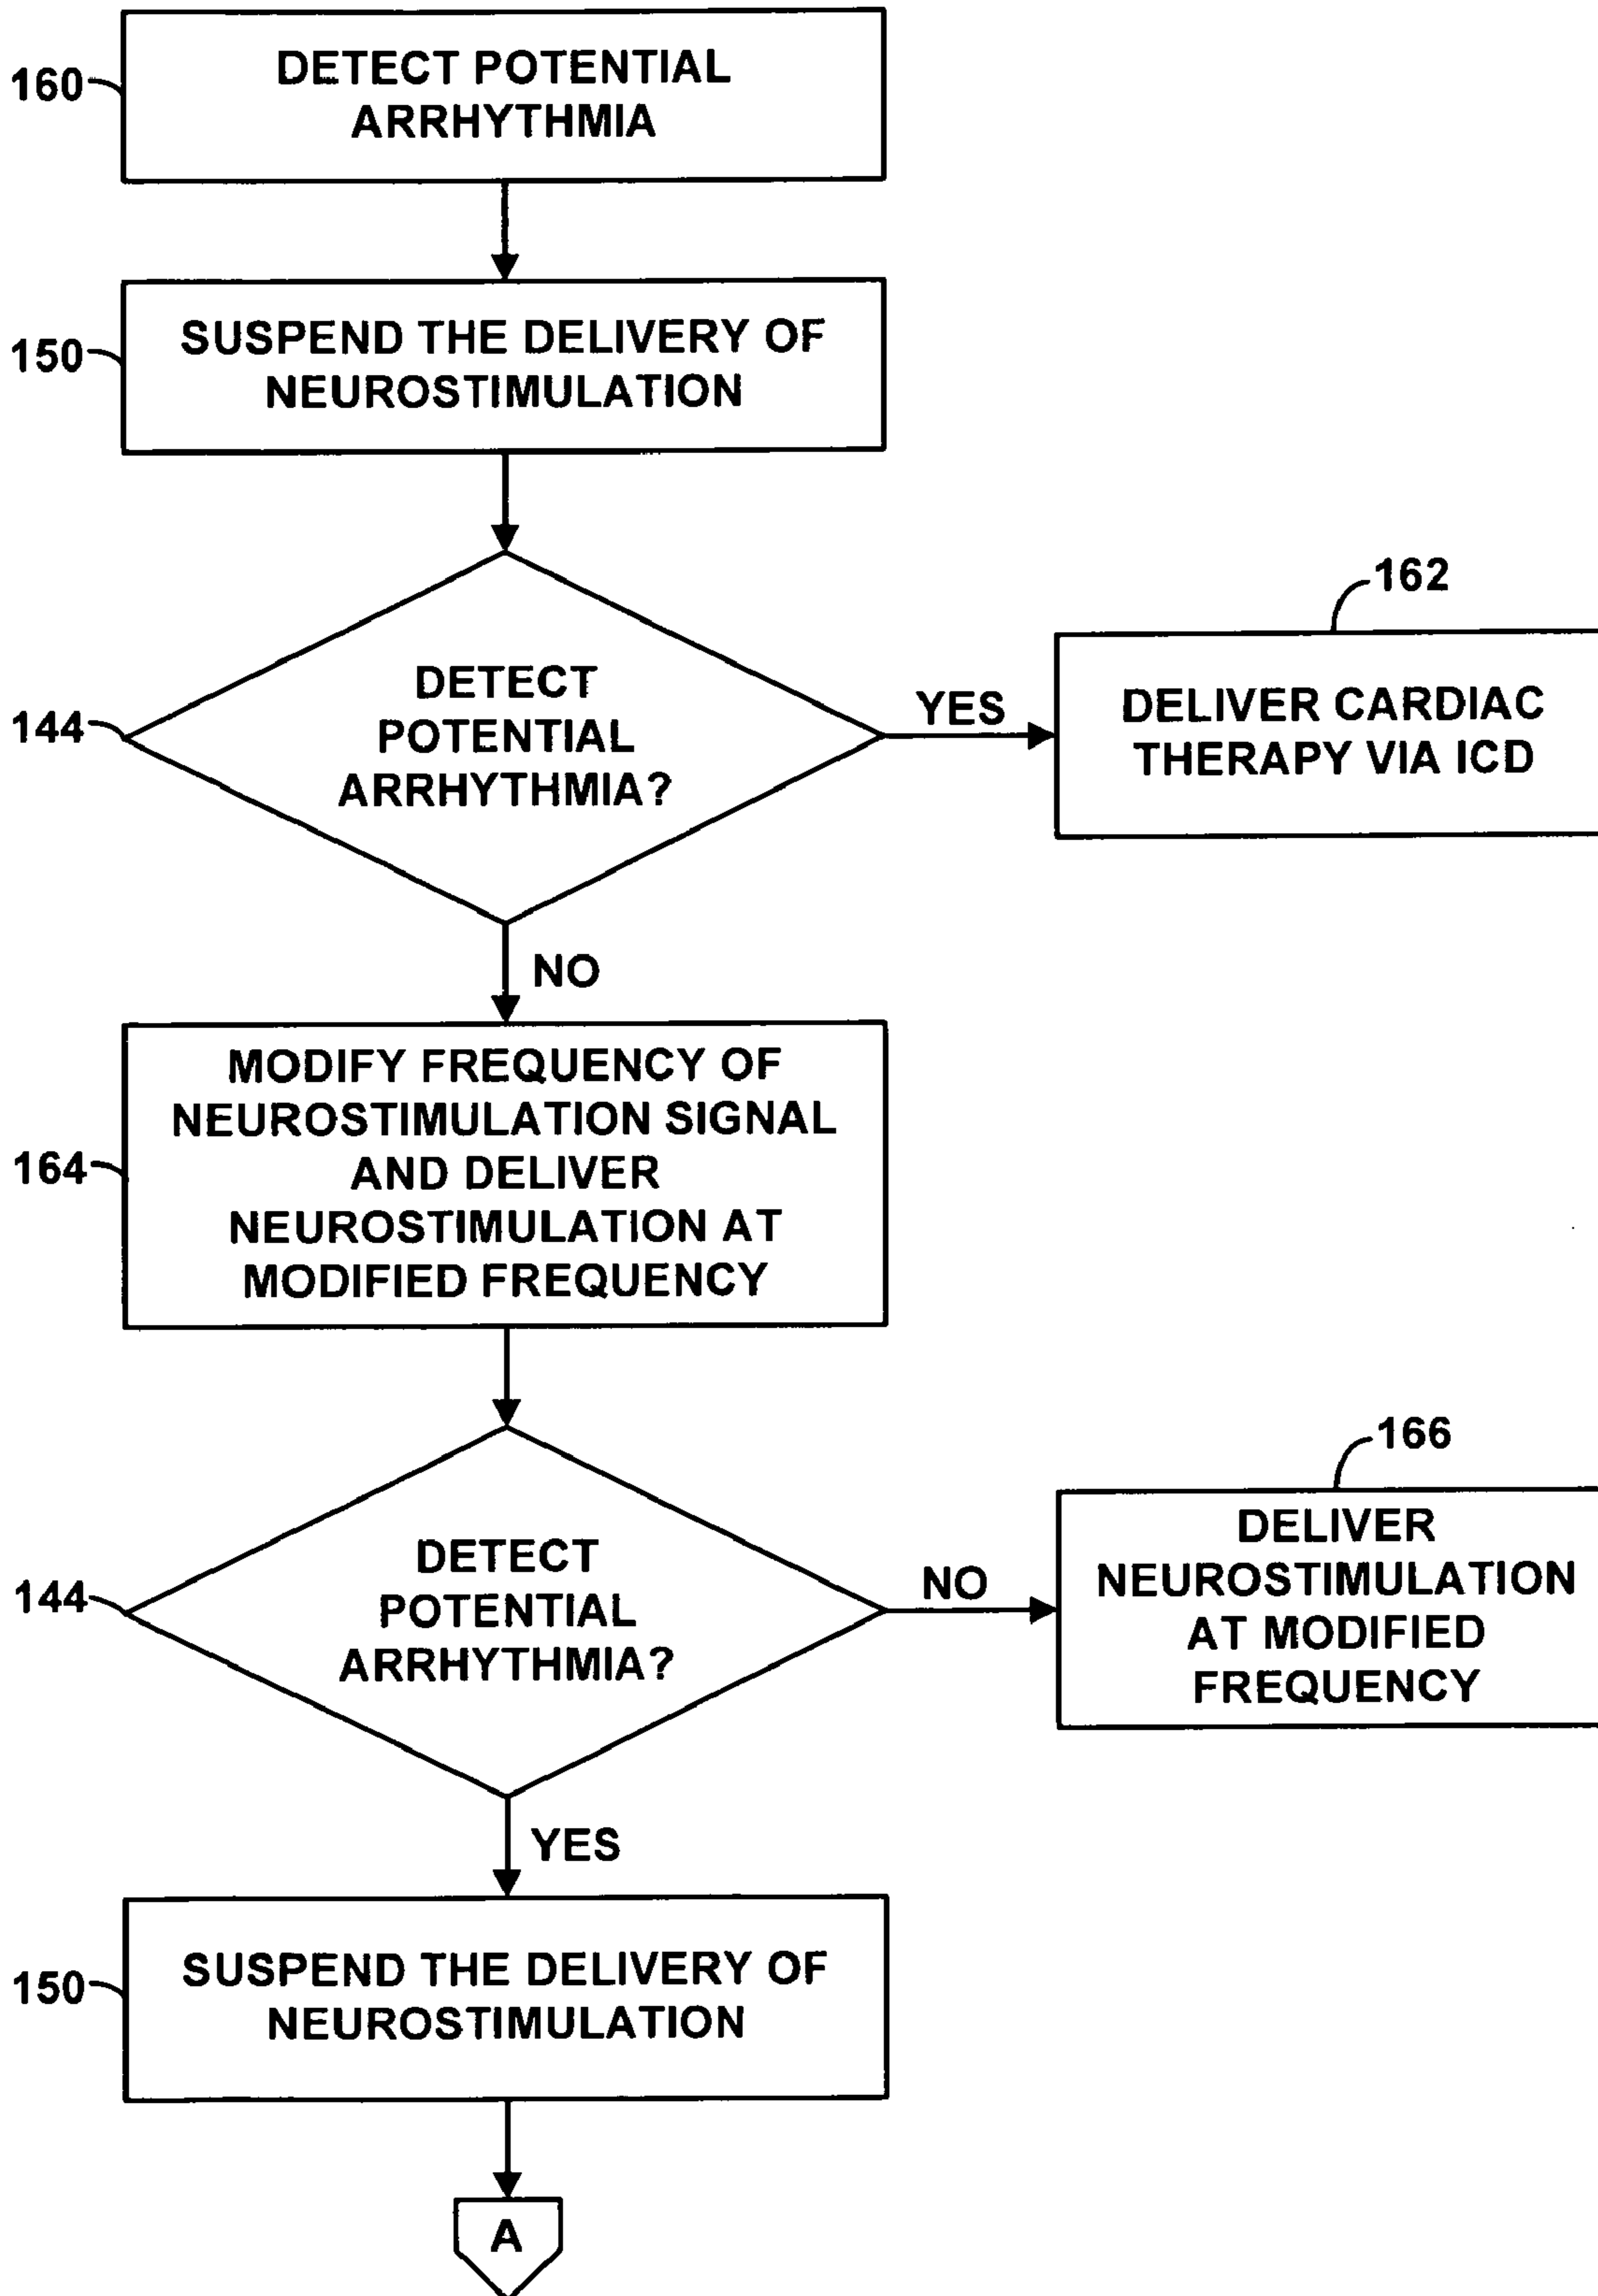 160
DETECT POTENTIAL
ARRHYTHMIA
150
SUSPEND THE DELIVERY OF
NEUROSTIMULATION
144
DETECT
POTENTIAL
ARRHYTHMIA?
YES
162
DELIVER CARDIAC
THERAPY VIA ICD
NO
164
MODIFY FREQUENCY OF
NEUROSTIMULATION SIGNAL
AND DELIVER
NEUROSTIMULATION AT
MODIFIED FREQUENCY
144
DETECT
POTENTIAL
ARRHYTHMIA?
NO
166
DELIVER
NEUROSTIMULATION
AT MODIFIED
FREQUENCY
YES
150
SUSPEND THE DELIVERY OF
NEUROSTIMULATION
A